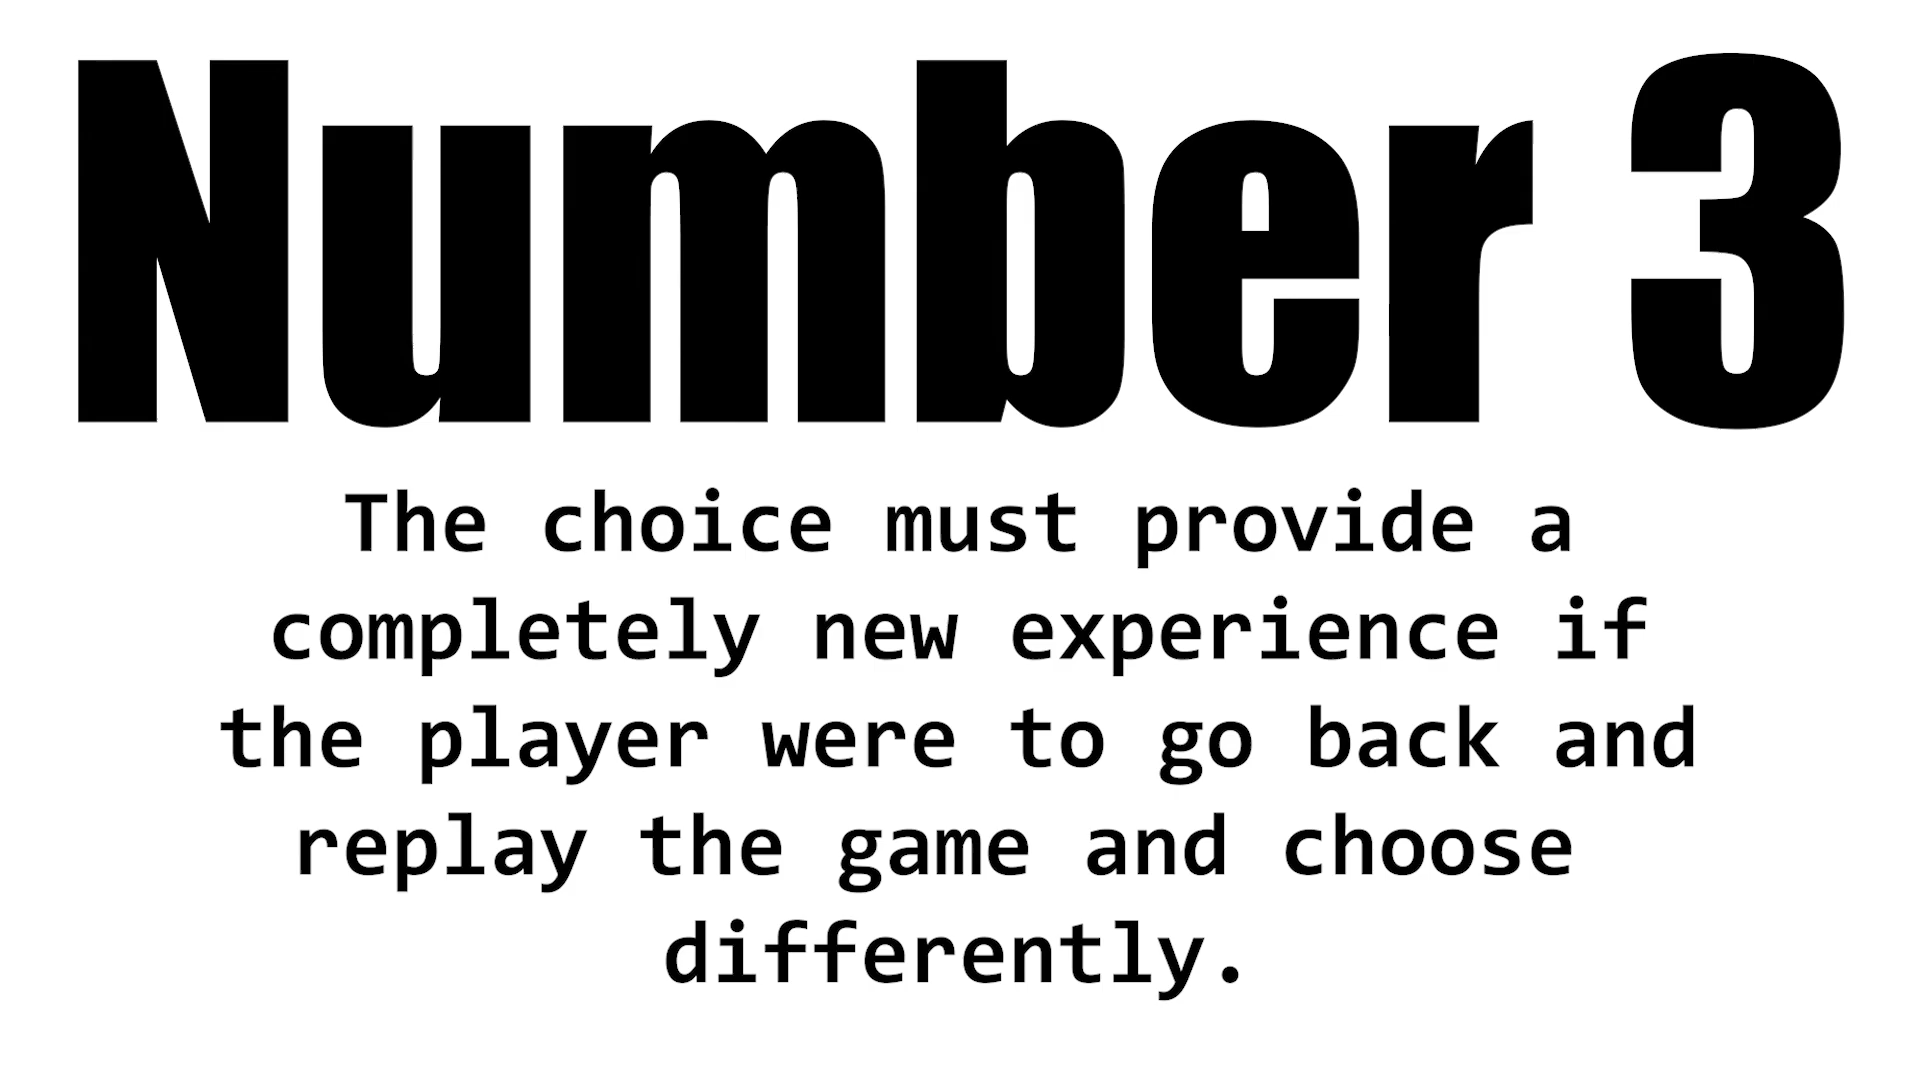 Number 3
The choice must provide a
completely new experience if
the player were to go back and
replay the game and choose
differently.